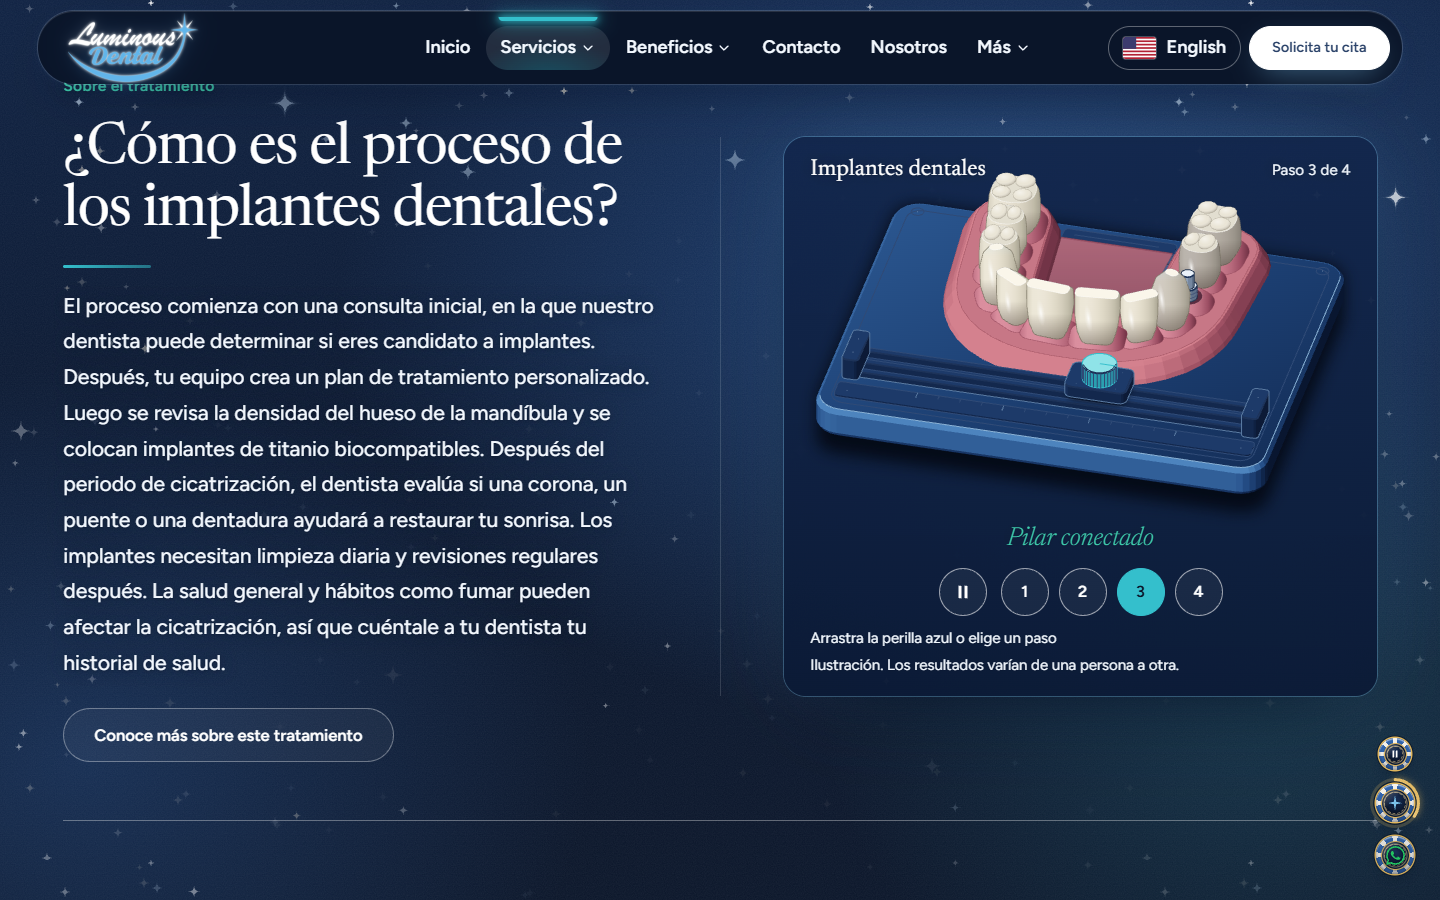 Luminous
Dental
Inicio
Servicios
Beneficios
Contacto
Nosotros
Más
English
Solicita tu cita
Sobre el tratamiento
¿Cómo es el proceso de
los implantes dentales?
El proceso comienza con una consulta inicial, en la que nuestro
dentista puede determinar si eres candidato a implantes.
Después, tu equipo crea un plan de tratamiento personalizado.
Luego se revisa la densidad del hueso de la mandíbula y se
colocan implantes de titanio biocompatibles. Después del
periodo de cicatrización, el dentista evalúa si una corona, un
puente o una dentadura ayudará a restaurar tu sonrisa. Los
implantes necesitan limpieza diaria y revisiones regulares
después. La salud general y hábitos como fumar pueden
afectar la cicatrización, así que cuéntale a tu dentista tu
historial de salud.
Conoce más sobre este tratamiento
Implantes dentales
Paso 3 de 4
Pilar conectado
1
2
3
4
Arrastra la perilla azul o elige un paso
Ilustración. Los resultados varían de una persona a otra.